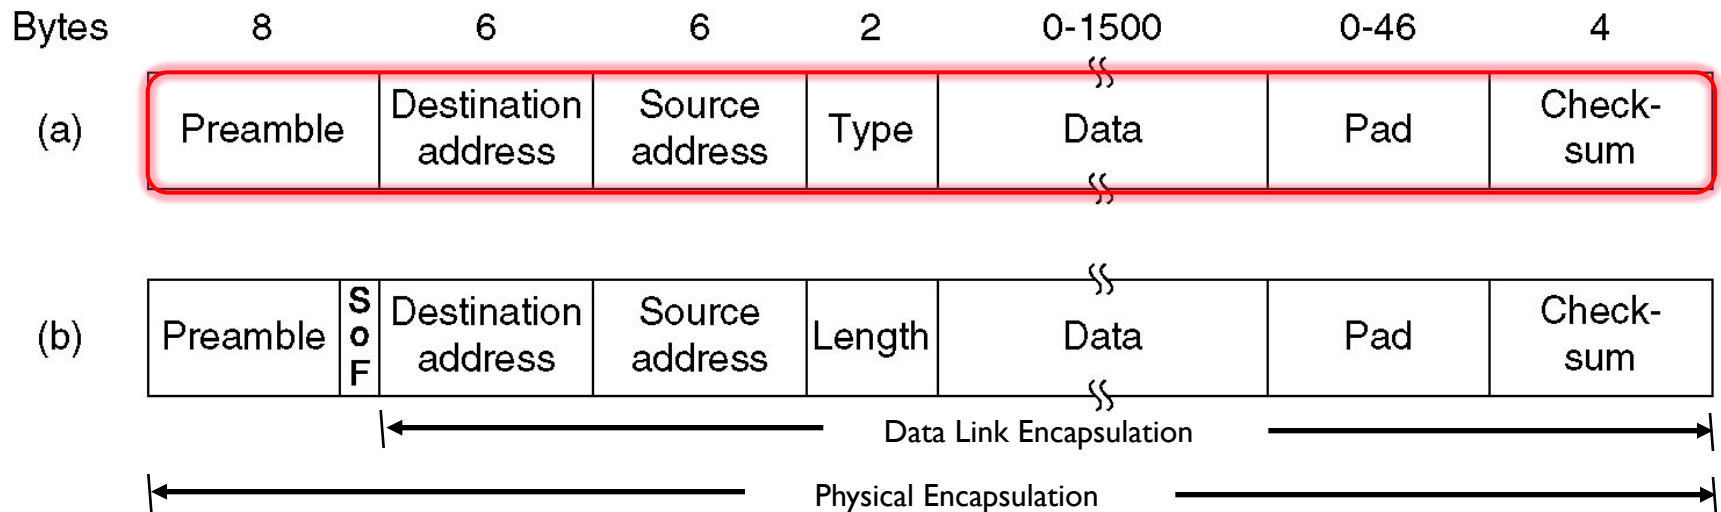 Bytes 8 6 6 2 0-1500 0-46 4
(a) Preamble Destination address Source address Type Data Pad Check-sum
(b) Preamble SoF Destination address Source address Length Data Pad Check-sum
Data Link Encapsulation
Physical Encapsulation